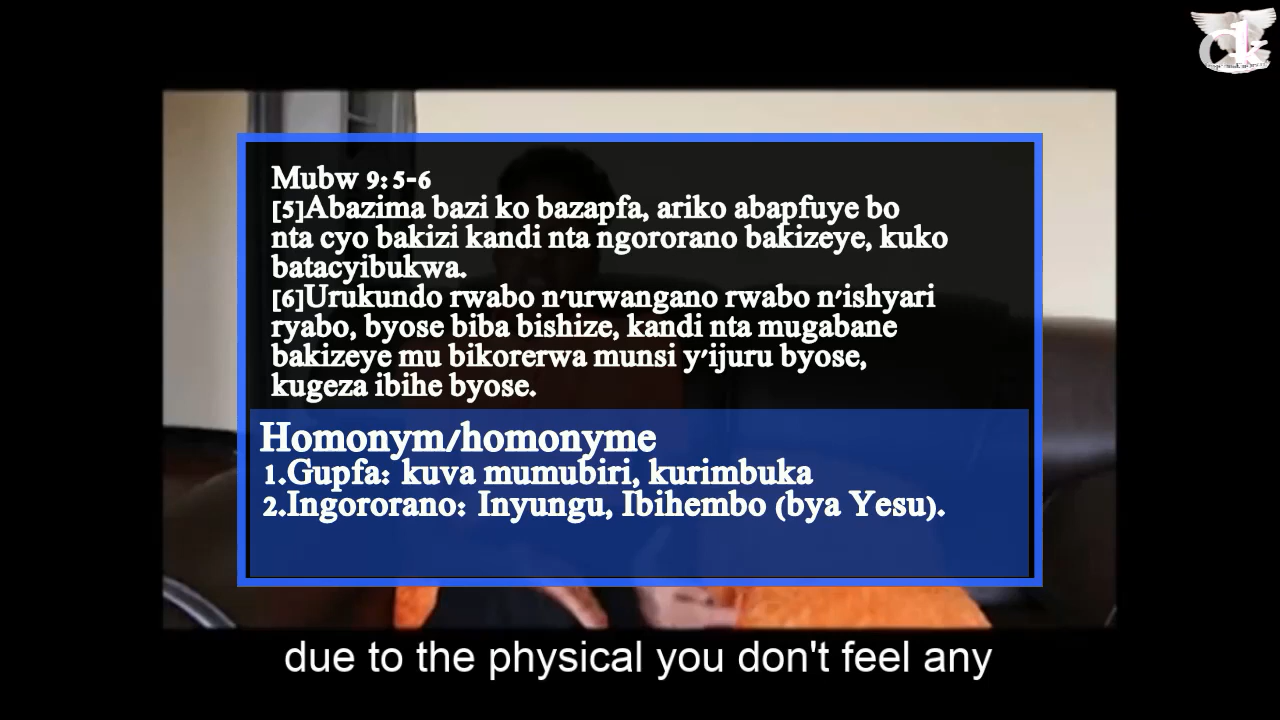 Mubw 9:5-6
[5]Abazima bazi ko bazapfa, ariko abapfuye bo
nta cyo bakizi kandi nta ngororano bakizeye, kuko
batacyibukwa.
[6]Urukundo rwabo n'urwangano rwabo n'ishyari
ryabo, byose biba bishize, kandi nta mugabane
bakizeye mu bikorerwa munsi y'ijuru byose,
kugeza ibihe byose.
Homonym/homonyme
1.Gupfa: kuva mumubiri, kurimbuka
2.Ingororano: Inyungu, Ibihembo (bya Yesu).
due to the physical you don't feel any